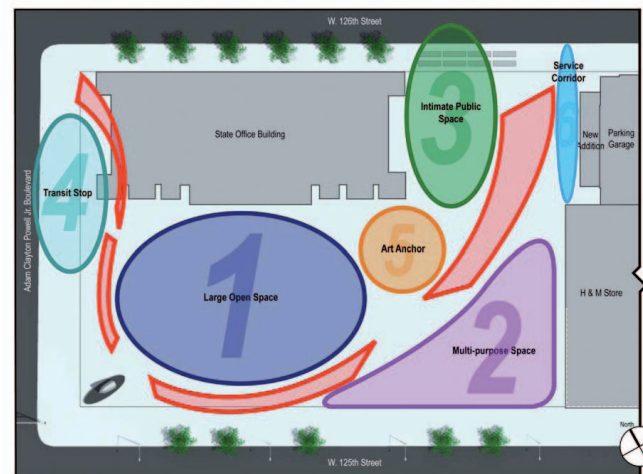 W. 126th Street
Service
Corridor
3
Intimate Public
Space
6
New
Addition
Parking
Garage
State Office Building
4
Transit Stop
Adam Clayton Powell Jr. Boulevard
5
Art Anchor
1
Large Open Space
H & M Store
2
Multi-purpose Space
North
W. 125th Street